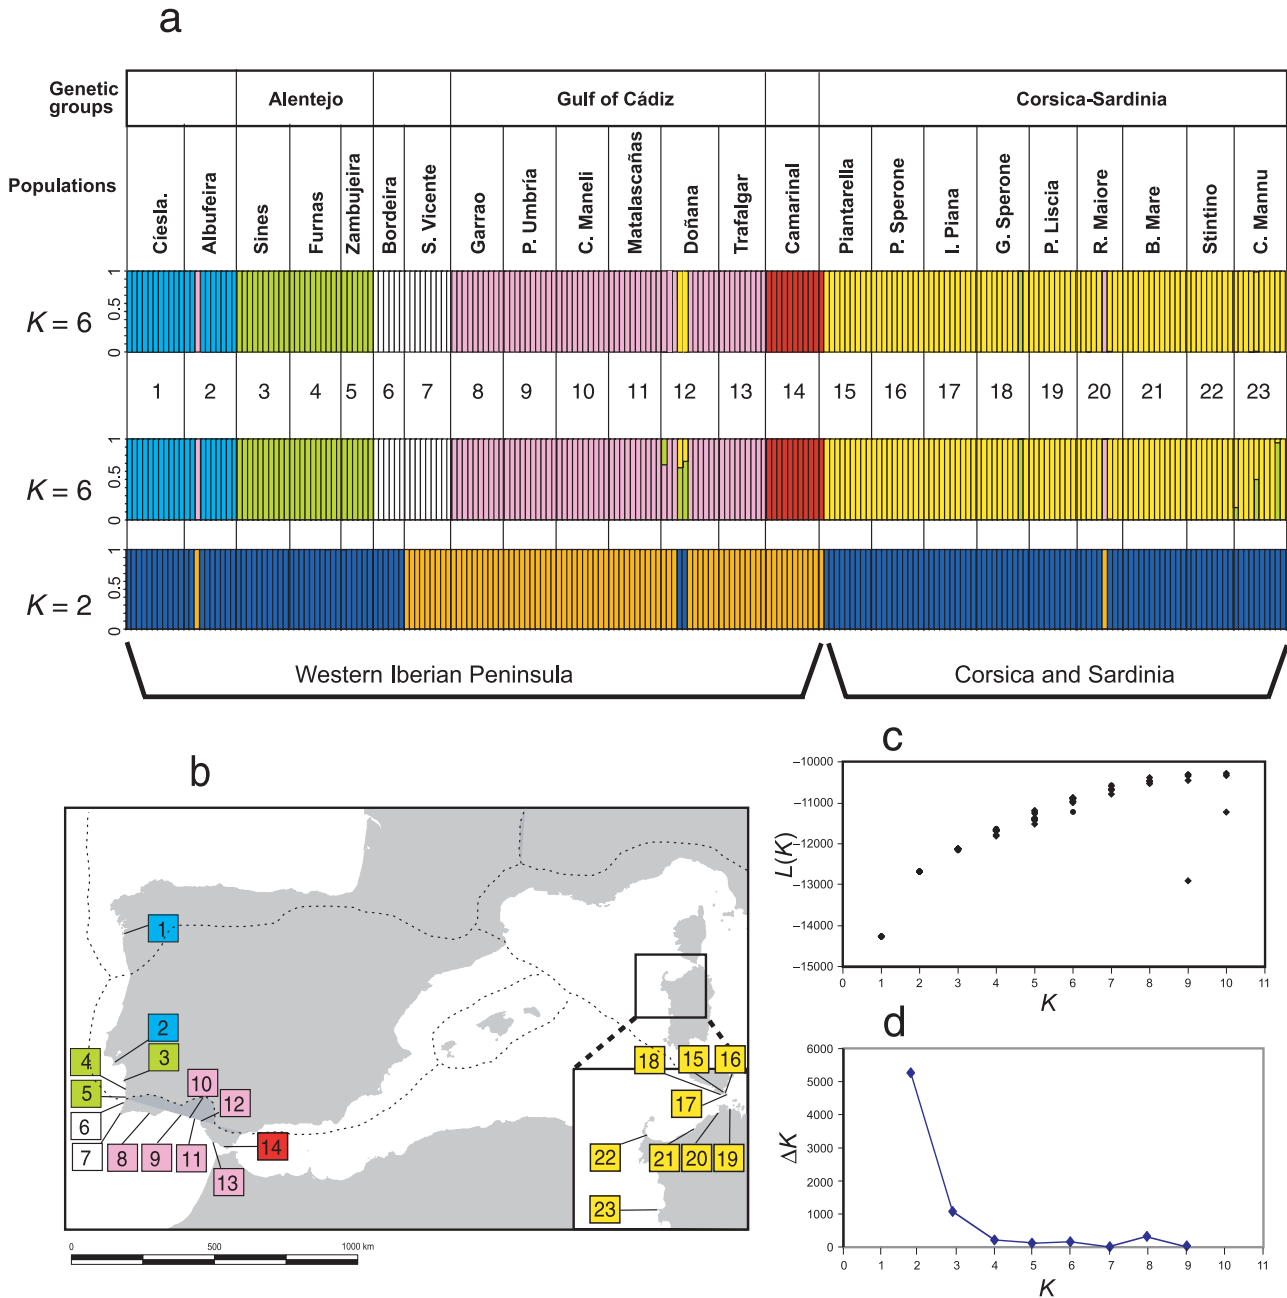 a
Genetic groups
Alentejo
Gulf of Cádiz
Corsica-Sardinia
Populations
Cíesla.
Albufeira
Sines
Furnas
Zambujeira
Bordeira
S. Vicente
Garrao
P. Umbría
C. Maneli
Matalascañas
Doñana
Trafalgar
Camarinal
Piantarella
P. Sperone
I. Piana
G. Sperone
P. Liscia
R. Maiore
B. Mare
Stintino
C. Mannu
K = 6
0 0.5 1
1 2 3 4 5 6 7 8 9 10 11 12 13 14 15 16 17 18 19 20 21 22 23
K = 6
0 0.5 1
K = 2
0 0.5 1
Western Iberian Peninsula
Corsica and Sardinia
b
1
2
3
4
5
6
7
8
9
10
11
12
13
14
18 15 16
17
22 21 20 19
23
0 500 1000 km
c
L(K)
–10000
–11000
–12000
–13000
–14000
–15000
0 1 2 3 4 5 6 7 8 9 10 11
K
d
ΔK
6000
5000
4000
3000
2000
1000
0
0 1 2 3 4 5 6 7 8 9 10 11
K